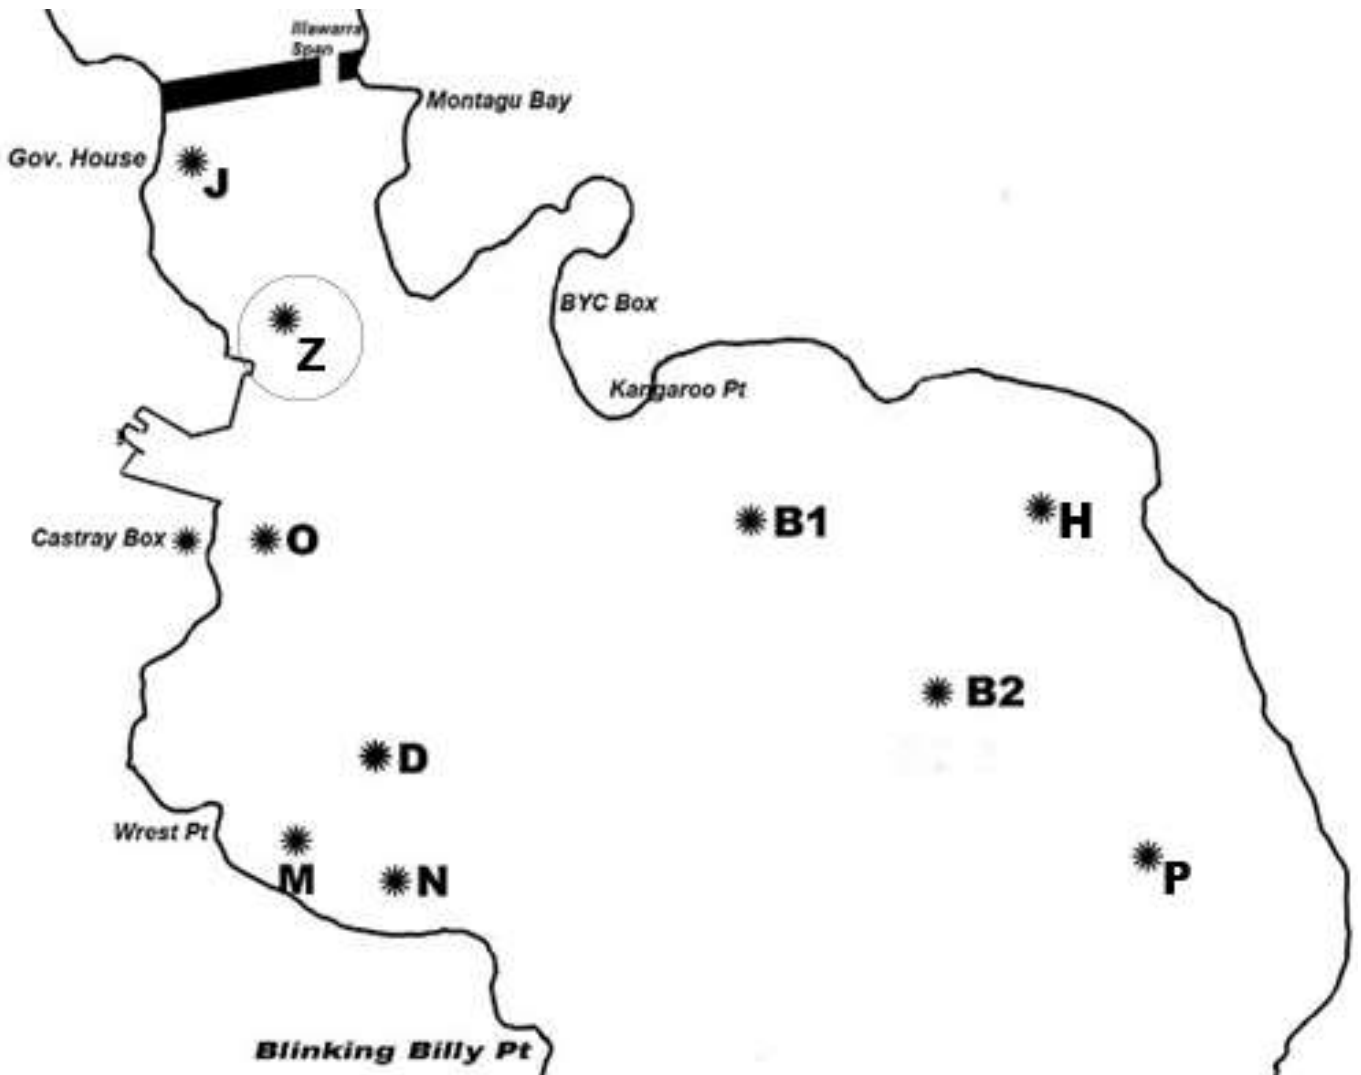 Illawarra
Span
Montagu Bay
Gov. House
J
BYC Box
Z
Kangaroo Pt
B1
H
Castray Box
O
B2
D
Wrest Pt
M
N
P
Blinking Billy Pt